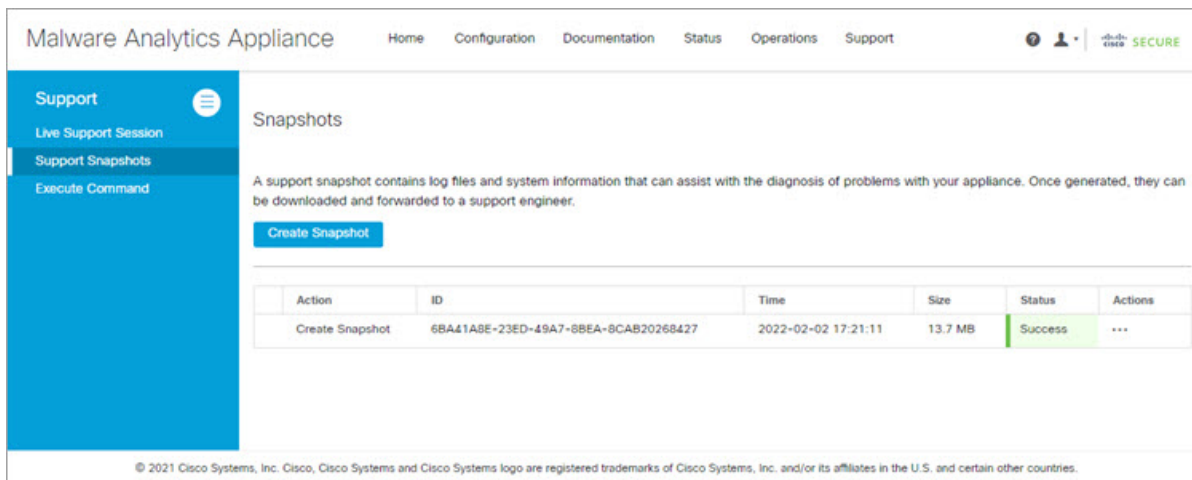 Malware Analytics Appliance Home Configuration Documentation Status Operations Support ? CISCO SECURE
Support
Live Support Session
Support Snapshots
Execute Command
Snapshots
A support snapshot contains log files and system information that can assist with the diagnosis of problems with your appliance. Once generated, they can
be downloaded and forwarded to a support engineer.
Create Snapshot
Action ID Time Size Status Actions
Create Snapshot 6BA41A8E-23ED-49A7-8BEA-8CAB20268427 2022-02-02 17:21:11 13.7 MB Success ...
© 2021 Cisco Systems, Inc. Cisco, Cisco Systems and Cisco Systems logo are registered trademarks of Cisco Systems, Inc. and/or its affiliates in the U.S. and certain other countries.